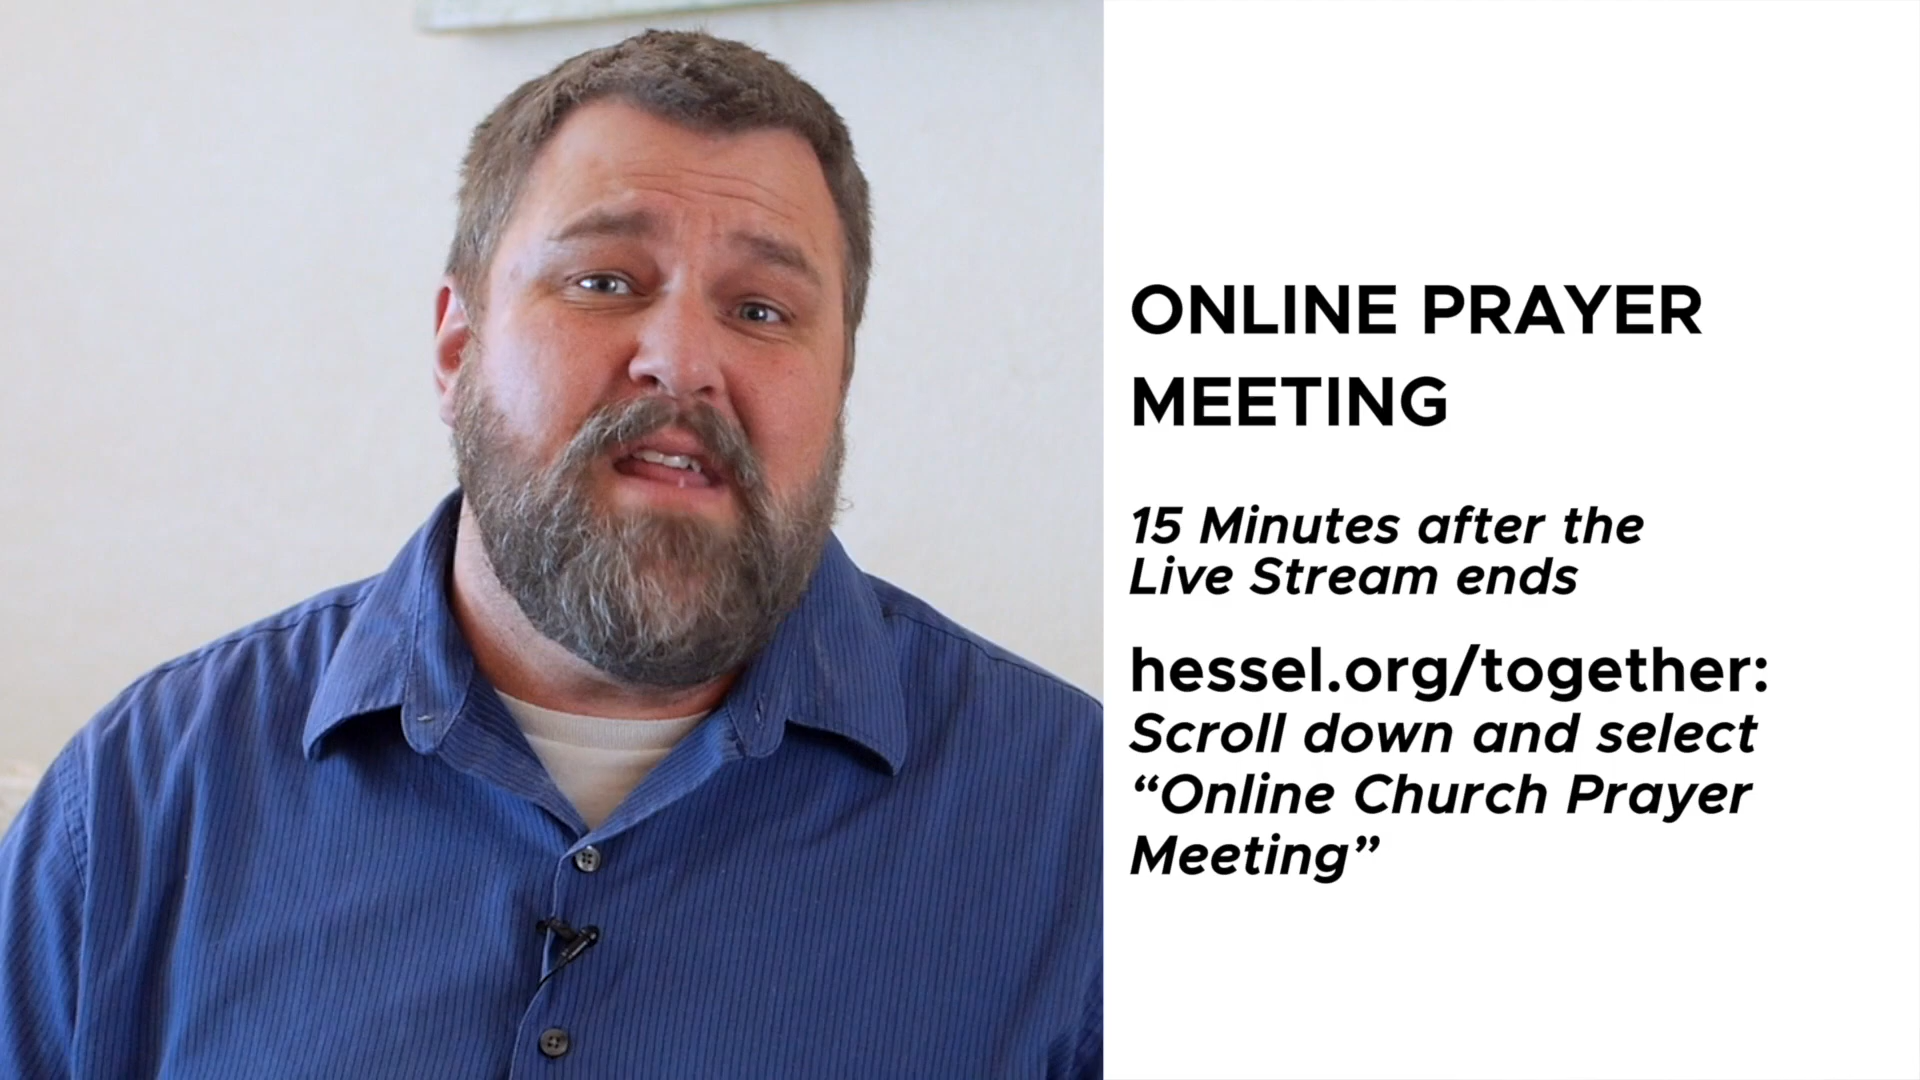 ONLINE PRAYER
MEETING
15 Minutes after the
Live Stream ends
hessel.org/together:
Scroll down and select
“Online Church Prayer
Meeting”